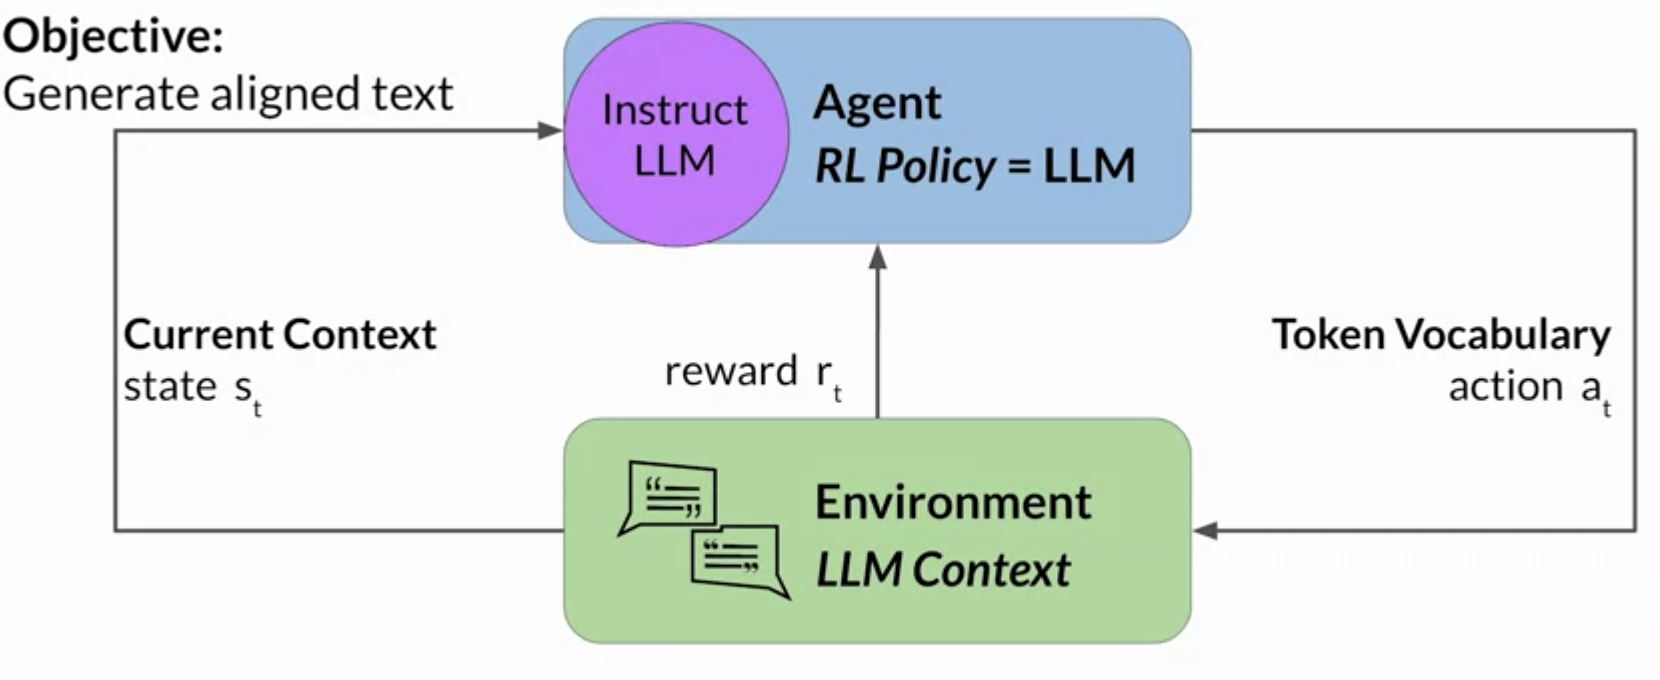 Objective:
Generate aligned text
Instruct
LLM
Agent
RL Policy = LLM
Current Context
state s_t
reward r_t
Token Vocabulary
action a_t
Environment
LLM Context